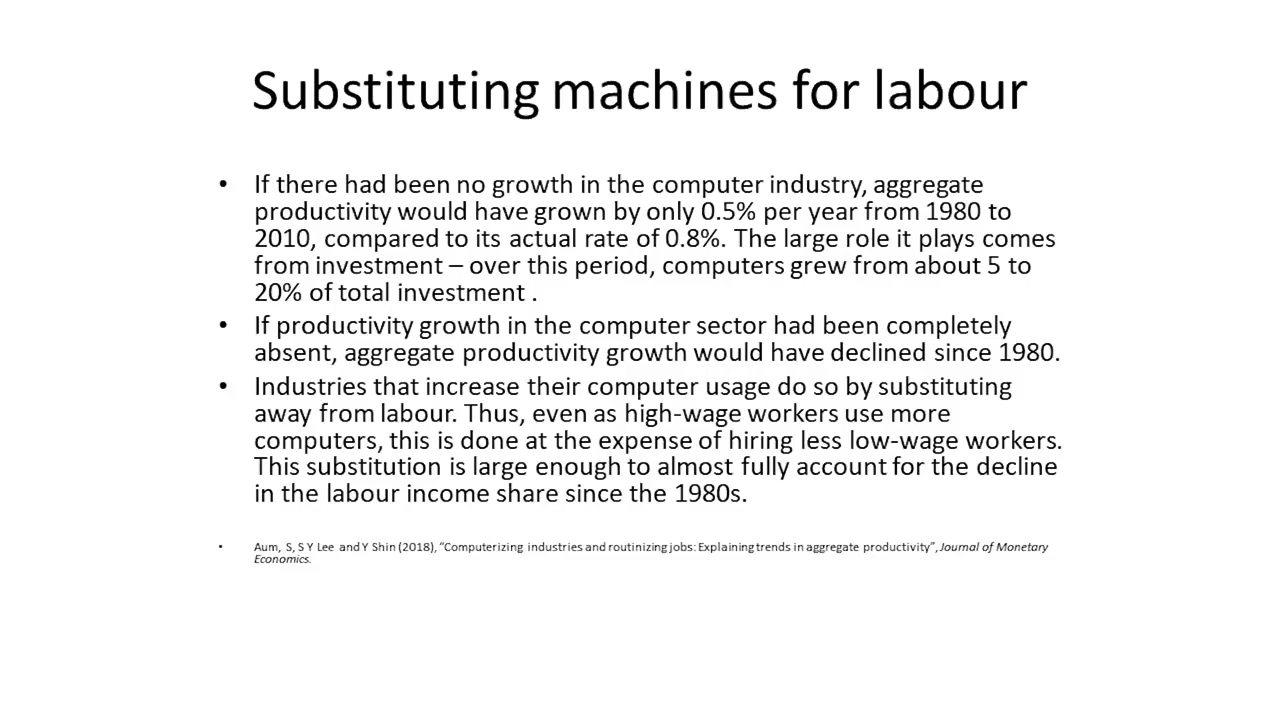 Substituting machines for labour
• If there had been no growth in the computer industry, aggregate
productivity would have grown by only 0.5% per year from 1980 to
2010, compared to its actual rate of 0.8%. The large role it plays comes
from investment – over this period, computers grew from about 5 to
20% of total investment .
• If productivity growth in the computer sector had been completely
absent, aggregate productivity growth would have declined since 1980.
• Industries that increase their computer usage do so by substituting
away from labour. Thus, even as high-wage workers use more
computers, this is done at the expense of hiring less low-wage workers.
This substitution is large enough to almost fully account for the decline
in the labour income share since the 1980s.
• Aum, S, S Y Lee and Y Shin (2018), “Computerizing industries and routinizing jobs: Explaining trends in aggregate productivity”, Journal of Monetary
Economics.